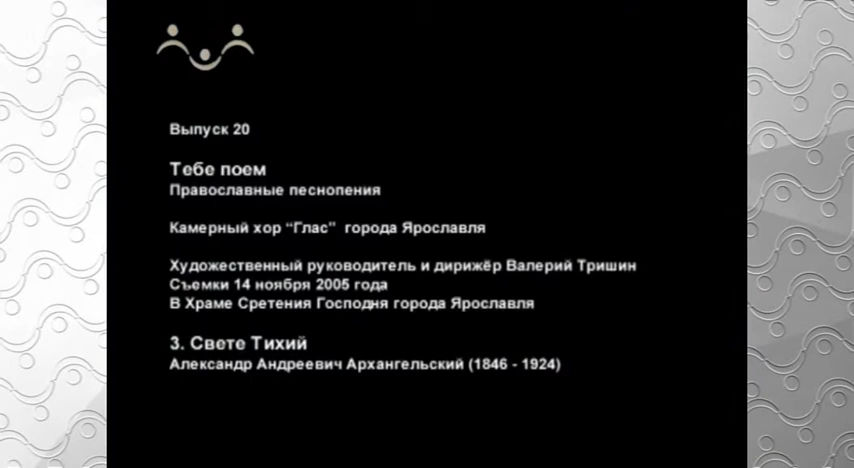 Выпуск 20
Тебе поем
Православные песнопения
Камерный хор “Глас” города Ярославля
Художественный руководитель и дирижёр Валерий Тришин
Съемки 14 ноября 2005 года
В Храме Сретения Господня города Ярославля
3. Свете Тихий
Александр Андреевич Архангельский (1846 - 1924)